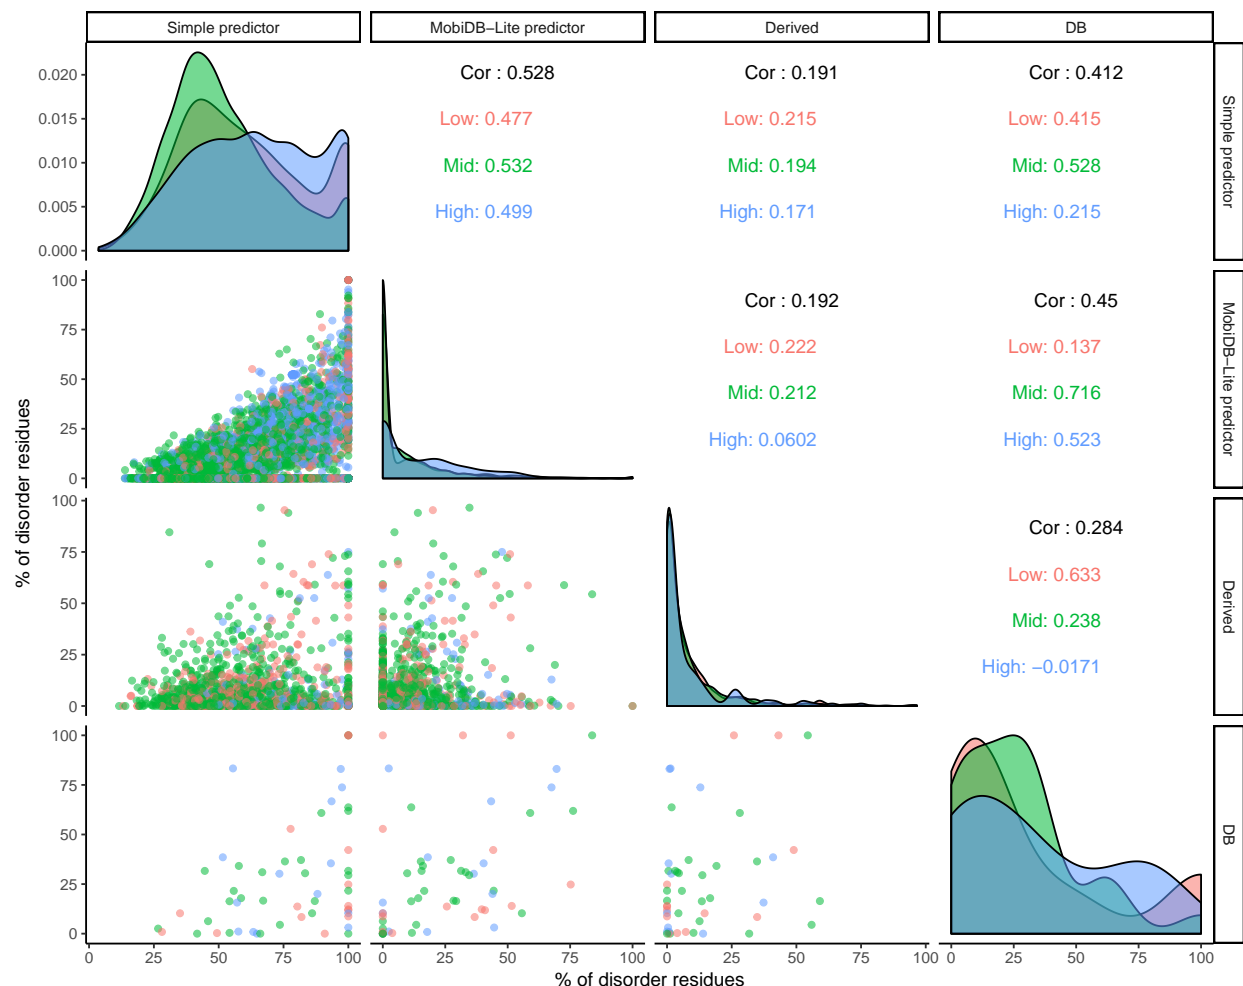 Simple predictor
MobiDB−Lite predictor
Derived
DB
0.020
0.015
0.010
0.005
0.000
Cor : 0.528
Low: 0.477
Mid: 0.532
High: 0.499
Cor : 0.191
Low: 0.215
Mid: 0.194
High: 0.171
Cor : 0.412
Low: 0.415
Mid: 0.528
High: 0.215
Simple predictor
100
75
50
25
0
Cor : 0.192
Low: 0.222
Mid: 0.212
High: 0.0602
Cor : 0.45
Low: 0.137
Mid: 0.716
High: 0.523
MobiDB−Lite predictor
% of disorder residues
100
75
50
25
0
Cor : 0.284
Low: 0.633
Mid: 0.238
High: −0.0171
Derived
100
75
50
25
0
DB
0 25 50 75 100
0 25 50 75 100
0 25 50 75 100
0 25 50 75 100
% of disorder residues